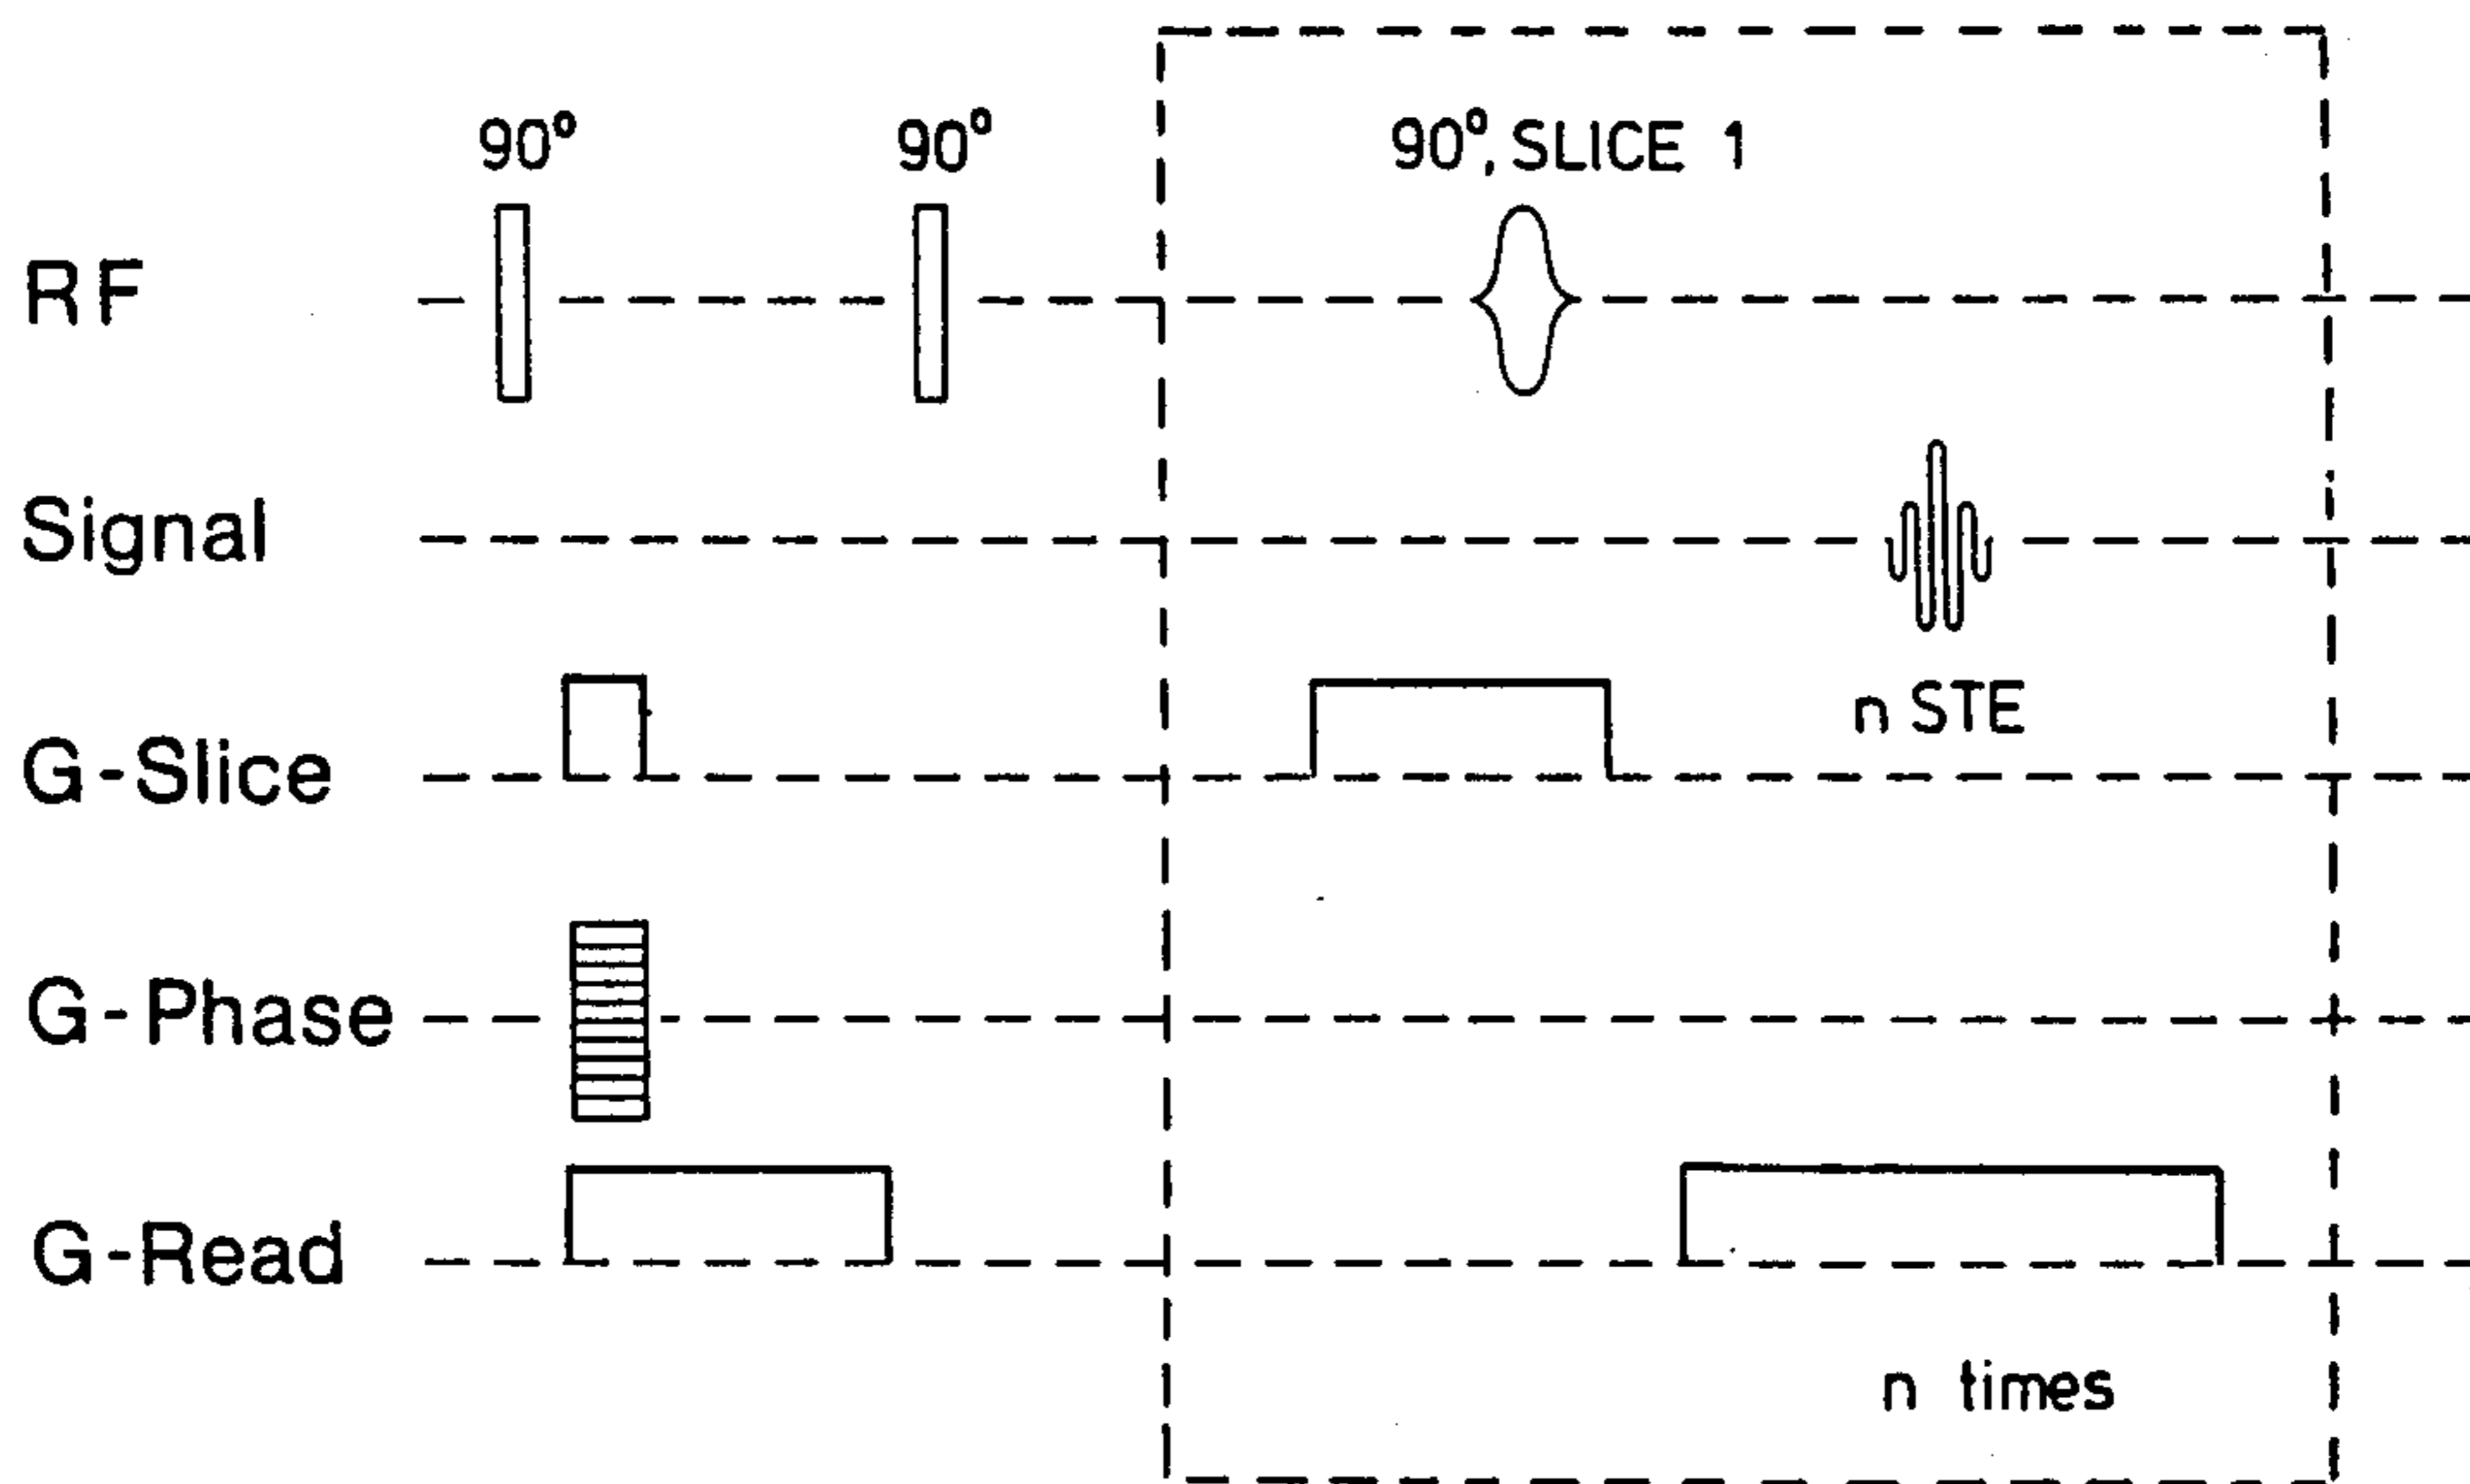 90° 90° 90°, SLICE 1
RF
Signal
n STE
G-Slice
G-Phase
G-Read
n times